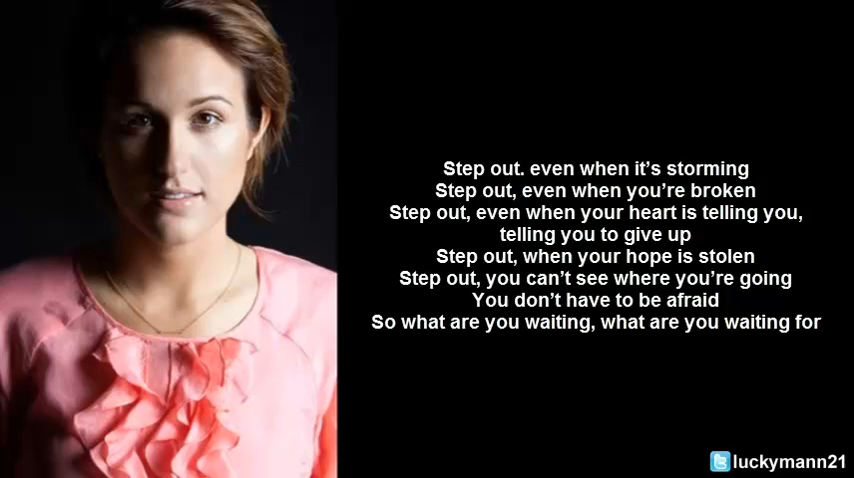 Step out. even when it's storming
Step out, even when you're broken
Step out, even when your heart is telling you,
telling you to give up
Step out, when your hope is stolen
Step out, you can't see where you're going
You don't have to be afraid
So what are you waiting, what are you waiting for
luckymann21